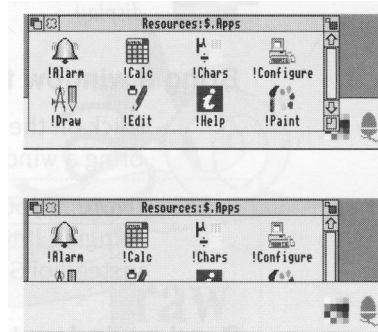 Resources:$.Apps
!Alarm !Calc !Chars !Configure
!Draw !Edit !Help !Paint
Resources:$.Apps
!Alarm !Calc !Chars !Configure